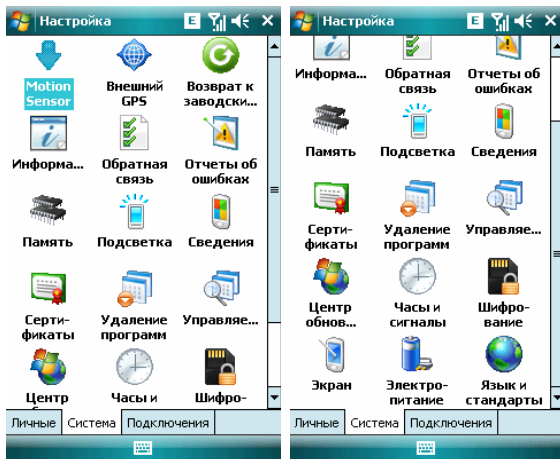 Настройка
E
Motion Sensor
Внешний GPS
Возврат к заводски...
Информа...
Обратная связь
Отчеты об ошибках
Память
Подсветка
Сведения
Серти-фикаты
Удаление программ
Управляе...
Центр
Часы и
Шифро-
Личные Система Подключения
Настройка
E
Информа...
Обратная связь
Отчеты об ошибках
Память
Подсветка
Сведения
Серти-фикаты
Удаление программ
Управляе...
Центр обнов...
Часы и сигналы
Шифро-вание
Экран
Электро-питание
Язык и стандарты
Личные Система Подключения